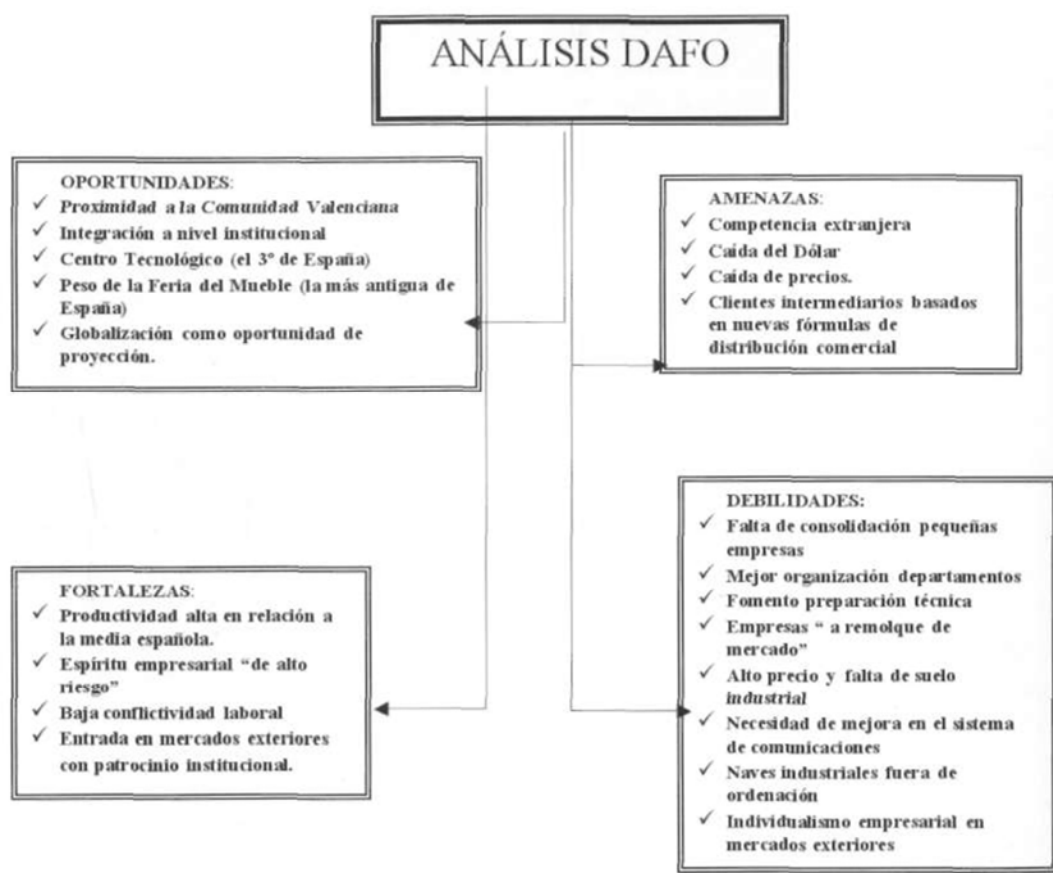 ANÁLISIS DAFO
OPORTUNIDADES:
✓ Proximidad a la Comunidad Valenciana
✓ Integración a nivel institucional
✓ Centro Tecnológico (el 3º de España)
✓ Peso de la Feria del Mueble (la más antigua de
España)
✓ Globalización como oportunidad de
proyección.
AMENAZAS:
✓ Competencia extranjera
✓ Caída del Dólar
✓ Caída de precios.
✓ Clientes intermediarios basados
en nuevas fórmulas de
distribución comercial
FORTALEZAS:
✓ Productividad alta en relación a
la media española.
✓ Espíritu empresarial “de alto
riesgo”
✓ Baja conflictividad laboral
✓ Entrada en mercados exteriores
con patrocinio institucional.
DEBILIDADES:
✓ Falta de consolidación pequeñas
empresas
✓ Mejor organización departamentos
✓ Fomento preparación técnica
✓ Empresas “ a remolque de
mercado”
✓ Alto precio y falta de suelo
industrial
✓ Necesidad de mejora en el sistema
de comunicaciones
✓ Naves industriales fuera de
ordenación
✓ Individualismo empresarial en
mercados exteriores